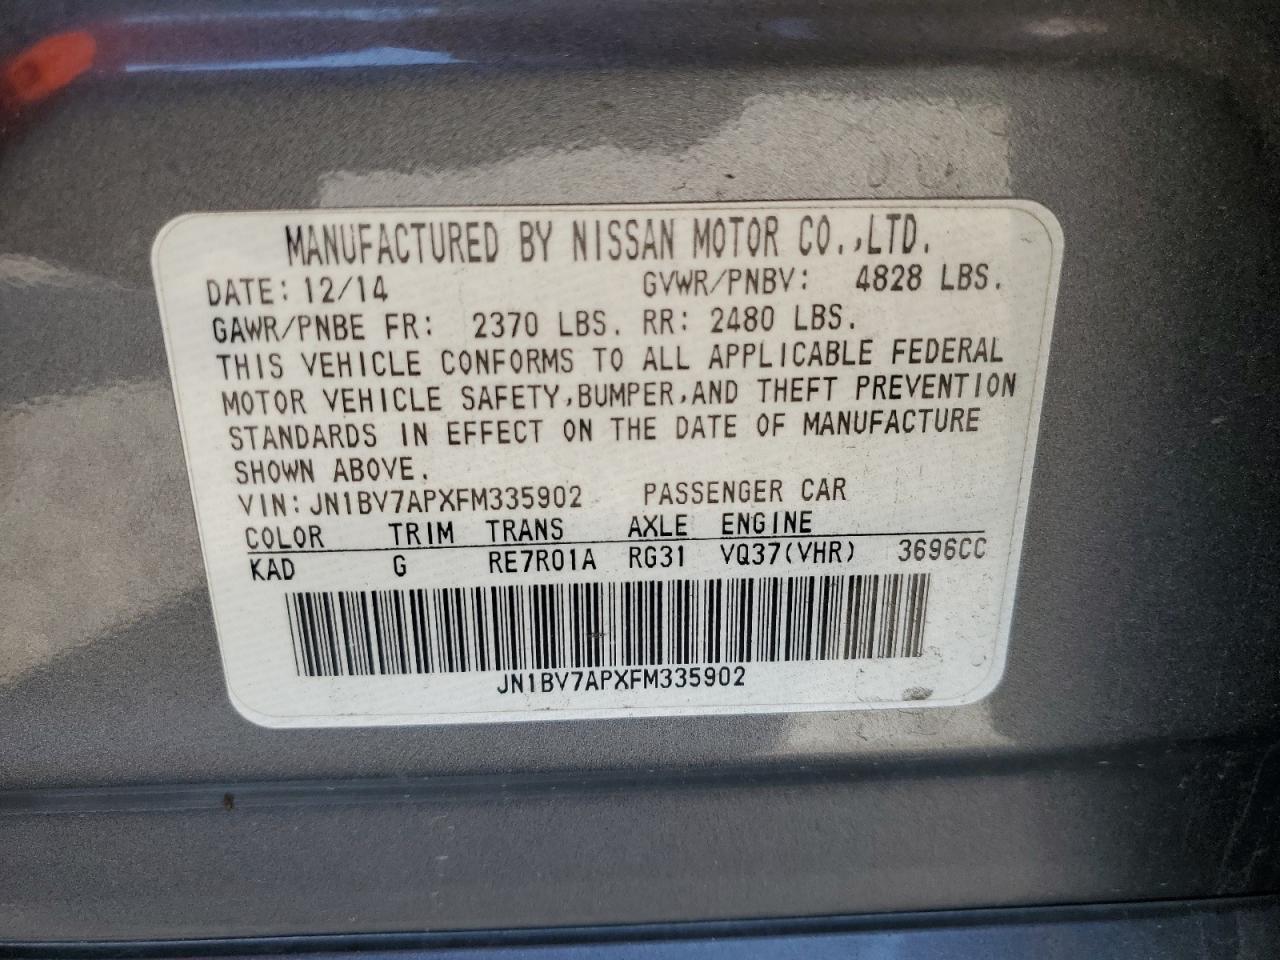 MANUFACTURED BY NISSAN MOTOR CO.,LTD.
DATE: 12/14 GVWR/PNBV: 4828 LBS.
GAWR/PNBE FR: 2370 LBS. RR: 2480 LBS.
THIS VEHICLE CONFORMS TO ALL APPLICABLE FEDERAL
MOTOR VEHICLE SAFETY,BUMPER,AND THEFT PREVENTION
STANDARDS IN EFFECT ON THE DATE OF MANUFACTURE
SHOWN ABOVE.
VIN:JN1BV7APXFM335902 PASSENGER CAR
COLOR TRIM TRANS AXLE ENGINE
KAD G RE7R01A RG31 VQ37(VHR) 3696CC
JN1BV7APXFM335902